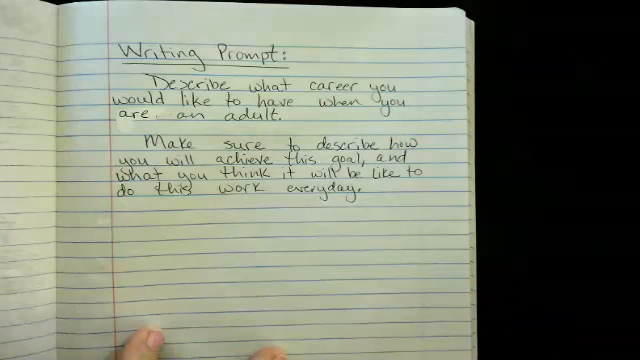 Writing Prompt:
Describe what career you
would like to have when you
are an adult.
Make sure to describe how
you will achieve this goal, and
what you think it will be like to
do this work everyday.